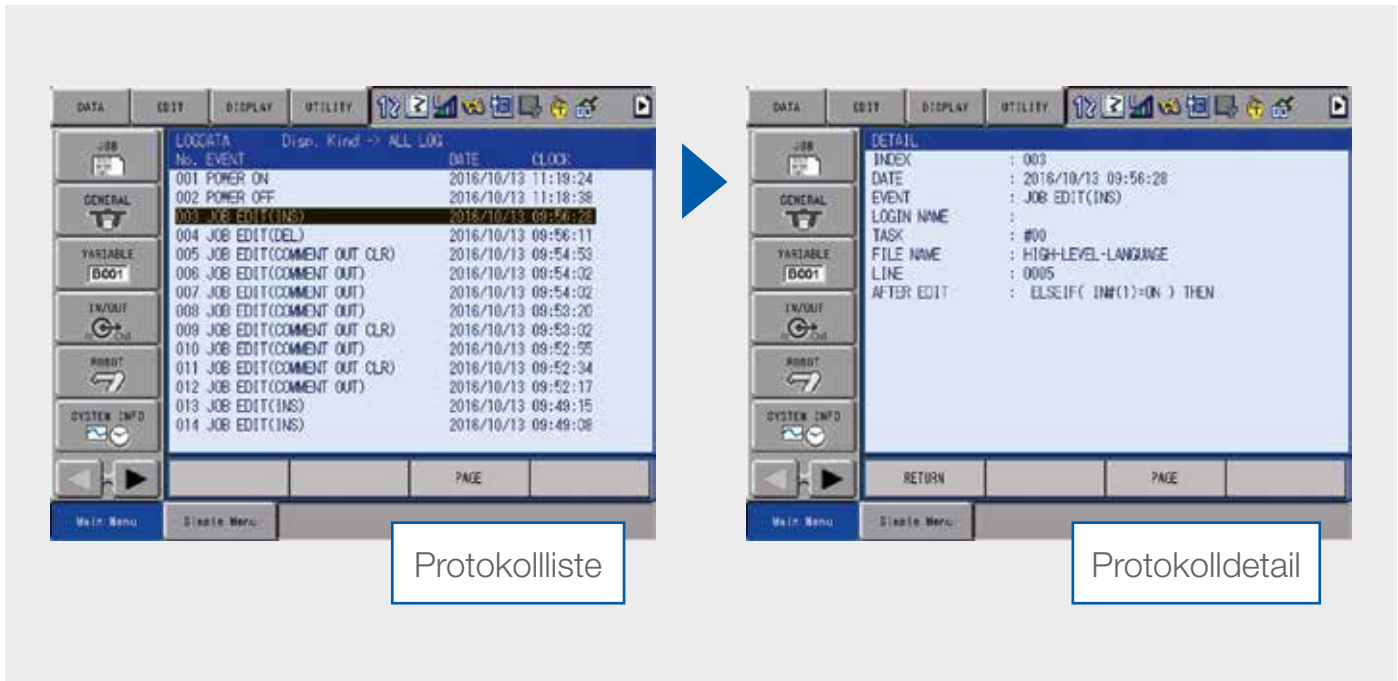 DATA EDIT DISPLAY UTILITY
JOB
GENERAL
VARIABLE
B001
IN/OUT
In Out
ROBOT
SYSTEM INFO
LOGDATA Disp. Kind -> ALL LOG
No. EVENT DATE CLOCK
001 POWER ON 2016/10/13 11:19:24
002 POWER OFF 2016/10/13 11:18:38
003 JOB EDIT(INS) 2016/10/13 09:56:28
004 JOB EDIT(DEL) 2016/10/13 09:56:11
005 JOB EDIT(COMMENT OUT CLR) 2016/10/13 09:54:53
006 JOB EDIT(COMMENT OUT) 2016/10/13 09:54:02
007 JOB EDIT(COMMENT OUT) 2016/10/13 09:54:02
008 JOB EDIT(COMMENT OUT) 2016/10/13 09:53:20
009 JOB EDIT(COMMENT OUT CLR) 2016/10/13 09:53:02
010 JOB EDIT(COMMENT OUT) 2016/10/13 09:52:55
011 JOB EDIT(COMMENT OUT CLR) 2016/10/13 09:52:34
012 JOB EDIT(COMMENT OUT) 2016/10/13 09:52:17
013 JOB EDIT(INS) 2016/10/13 09:49:15
014 JOB EDIT(INS) 2016/10/13 09:49:08
PAGE
Main Menu Simple Menu
Protokollliste
DATA EDIT DISPLAY UTILITY
JOB
GENERAL
VARIABLE
B001
IN/OUT
In Out
ROBOT
SYSTEM INFO
DETAIL
INDEX : 003
DATE : 2016/10/13 09:56:28
EVENT : JOB EDIT(INS)
LOGIN NAME :
TASK : #00
FILE NAME : HIGH-LEVEL-LANGUAGE
LINE : 0005
AFTER EDIT : ELSEIF( IN#(1)=ON ) THEN
RETURN PAGE
Main Menu Simple Menu
Protokolldetail